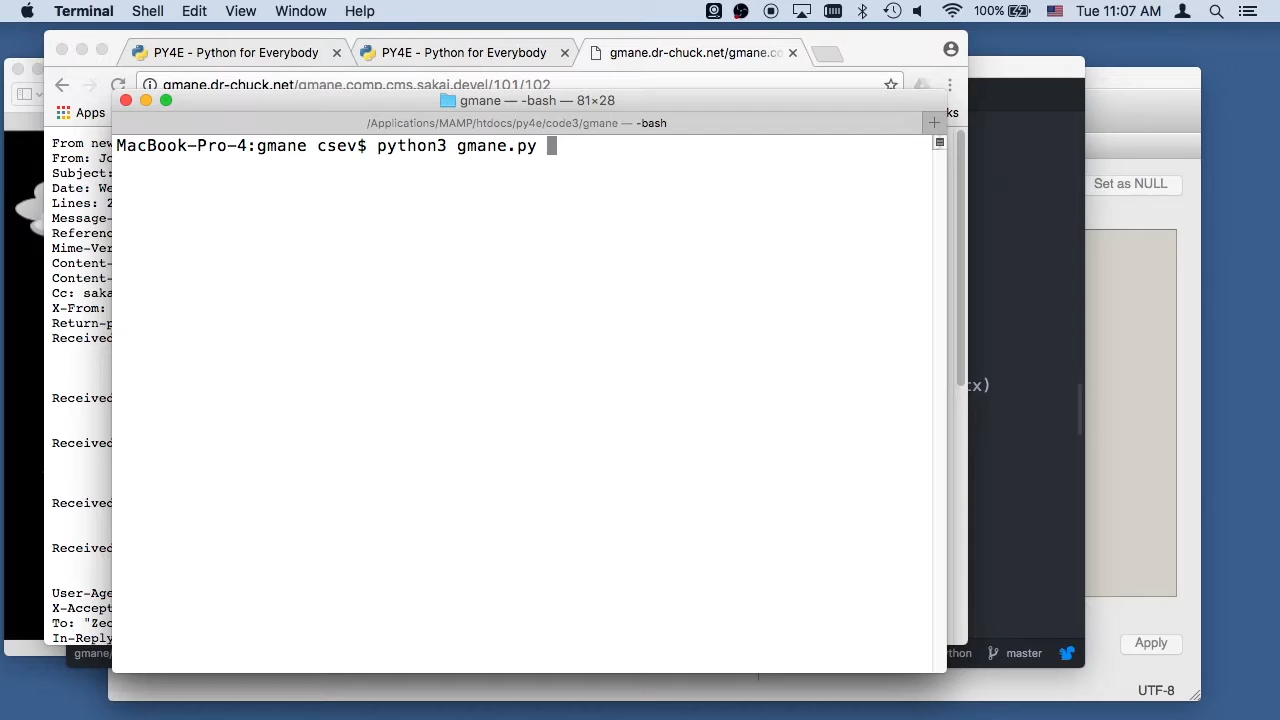 Terminal Shell Edit View Window Help
100% Tue 11:07 AM
PY4E - Python for Everybody
PY4E - Python for Everybody
gmane.dr-chuck.net/gmane.co
gmane.dr-chuck.net/gmane.comp.cms.sakai.devel/101/102
Apps
ks
gmane — -bash — 81×28
/Applications/MAMP/htdocs/py4e/code3/gmane — -bash
MacBook-Pro-4:gmane csev$ python3 gmane.py
From new
From: Jo
Subject:
Date: We
Lines: 2
Message-
Referenc
Mime-Ver
Content-
Content-
Cc: saka
X-From:
Return-p
Received
Received
Received
Received
Received
User-Age
X-Accept
To: "Zec
In-Reply
Set as NULL
tx)
gmane/
thon master
Apply
UTF-8